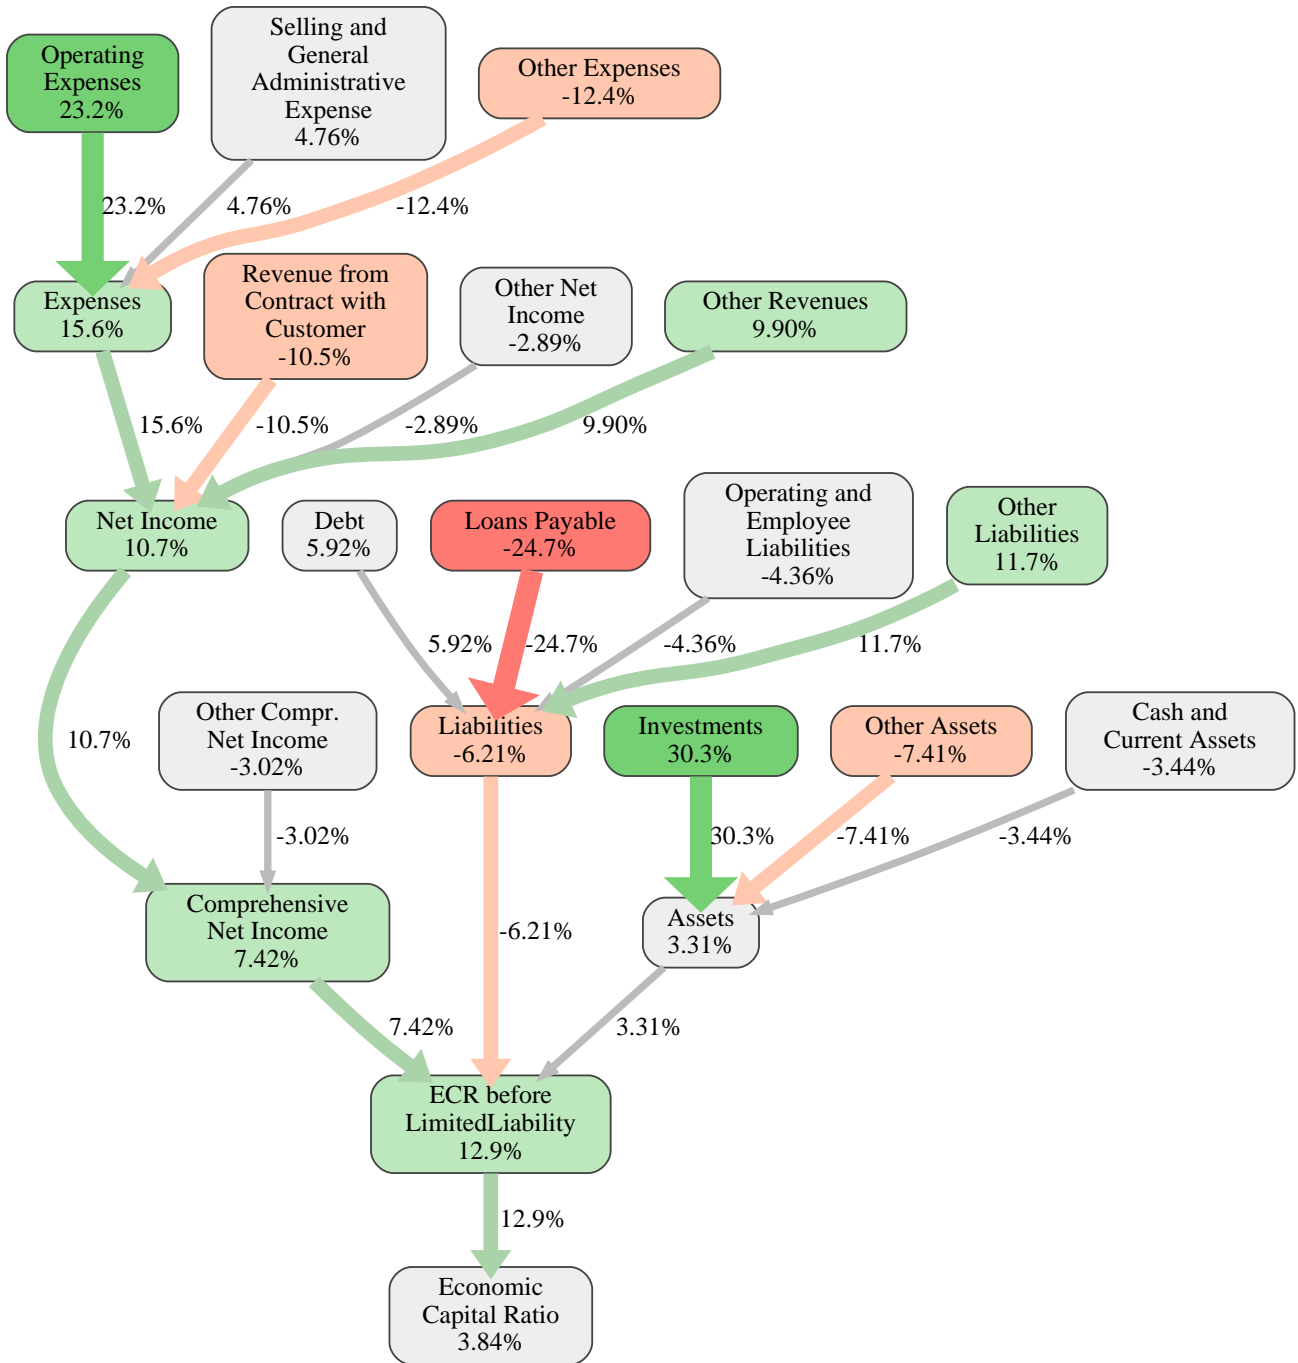 Operating
Expenses
23.2%
Selling and
General
Administrative
Expense
4.76%
Other Expenses
-12.4%
23.2%
4.76%
-12.4%
Expenses
15.6%
Revenue from
Contract with
Customer
-10.5%
Other Net
Income
-2.89%
Other Revenues
9.90%
15.6%
-10.5%
-2.89%
9.90%
Net Income
10.7%
Debt
5.92%
Loans Payable
-24.7%
Operating and
Employee
Liabilities
-4.36%
Other
Liabilities
11.7%
5.92%
-24.7%
-4.36%
11.7%
10.7%
Other Compr.
Net Income
-3.02%
Liabilities
-6.21%
Investments
30.3%
Other Assets
-7.41%
Cash and
Current Assets
-3.44%
-3.02%
30.3%
-7.41%
-3.44%
Comprehensive
Net Income
7.42%
-6.21%
Assets
3.31%
7.42%
3.31%
ECR before
LimitedLiability
12.9%
12.9%
Economic
Capital Ratio
3.84%